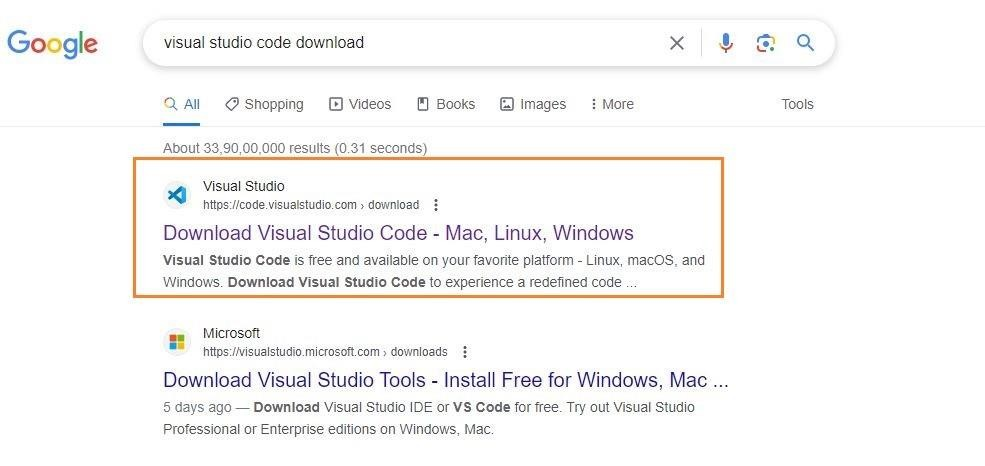 Google
visual studio code download
All Shopping Videos Books Images More Tools
About 33,90,00,000 results (0.31 seconds)
Visual Studio
https://code.visualstudio.com › download
Download Visual Studio Code - Mac, Linux, Windows
Visual Studio Code is free and available on your favorite platform - Linux, macOS, and
Windows. Download Visual Studio Code to experience a redefined code ...
Microsoft
https://visualstudio.microsoft.com › downloads
Download Visual Studio Tools - Install Free for Windows, Mac ...
5 days ago — Download Visual Studio IDE or VS Code for free. Try out Visual Studio
Professional or Enterprise editions on Windows, Mac.